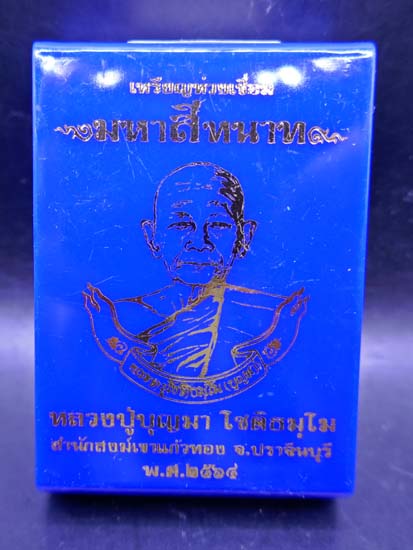 เหรียญห่วงเชื่อม
มหาสีหนาท
หลวงปู่บุญมา โชติธมฺโม
สำนักสงฆ์เขาแก้วทอง จ.ปราจีนบุรี
พ.ศ.๒๕๖๔